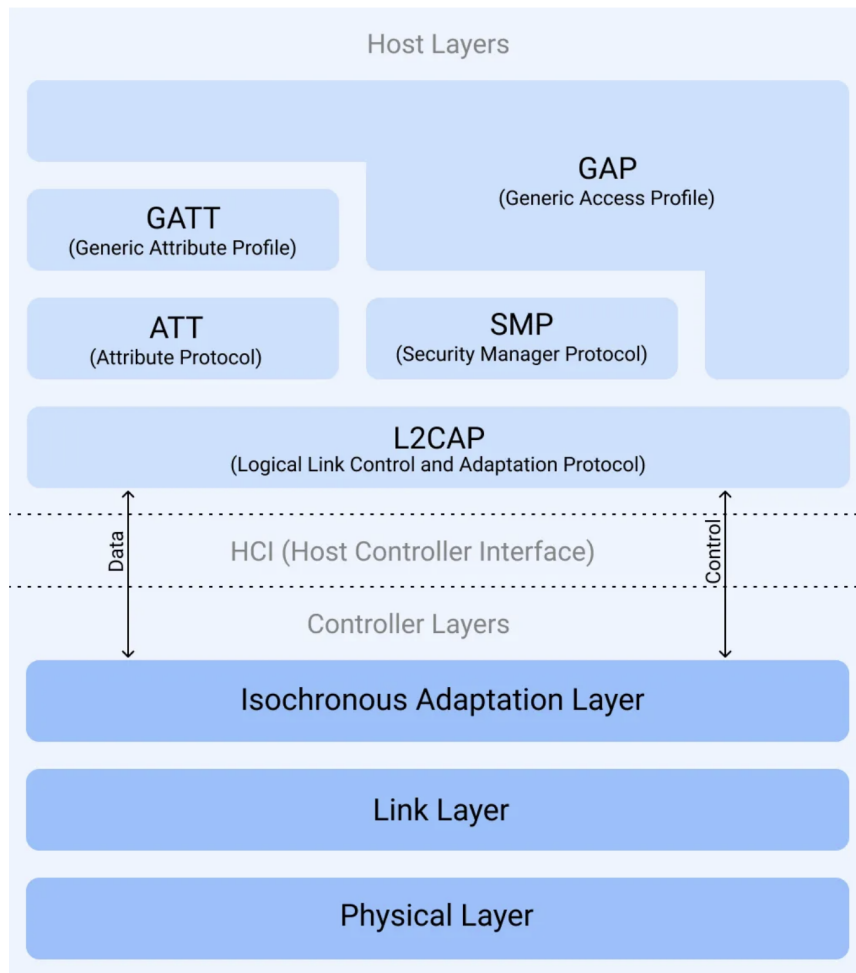 Host Layers
GAP
(Generic Access Profile)
GATT
(Generic Attribute Profile)
ATT
(Attribute Protocol)
SMP
(Security Manager Protocol)
L2CAP
(Logical Link Control and Adaptation Protocol)
Data
HCI (Host Controller Interface)
Control
Controller Layers
Isochronous Adaptation Layer
Link Layer
Physical Layer